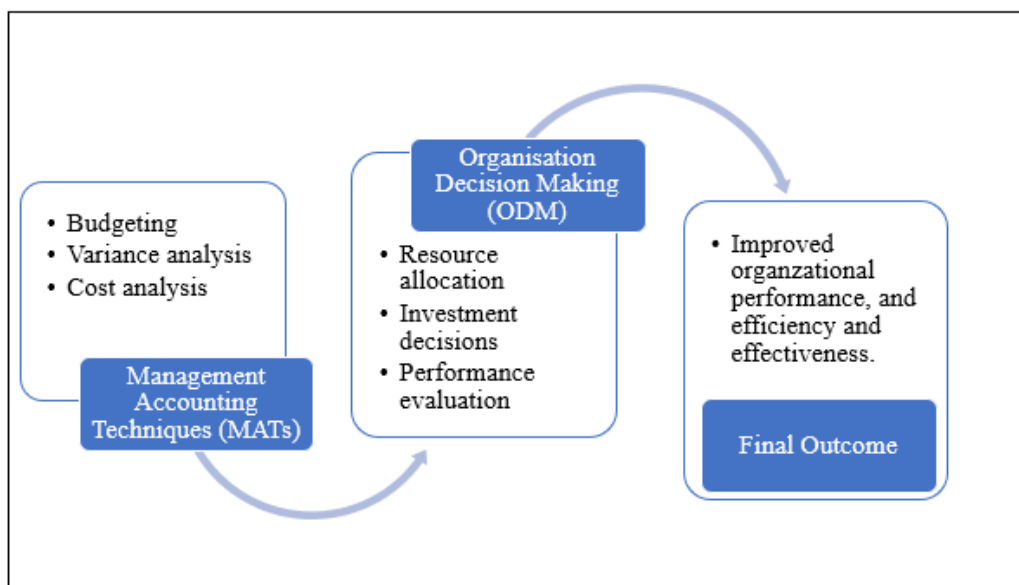 • Budgeting
• Variance analysis
• Cost analysis
Management
Accounting
Techniques (MATs)
Organisation
Decision Making
(ODM)
• Resource
allocation
• Investment
decisions
• Performance
evaluation
• Improved
organzational
performance, and
efficiency and
effectiveness.
Final Outcome